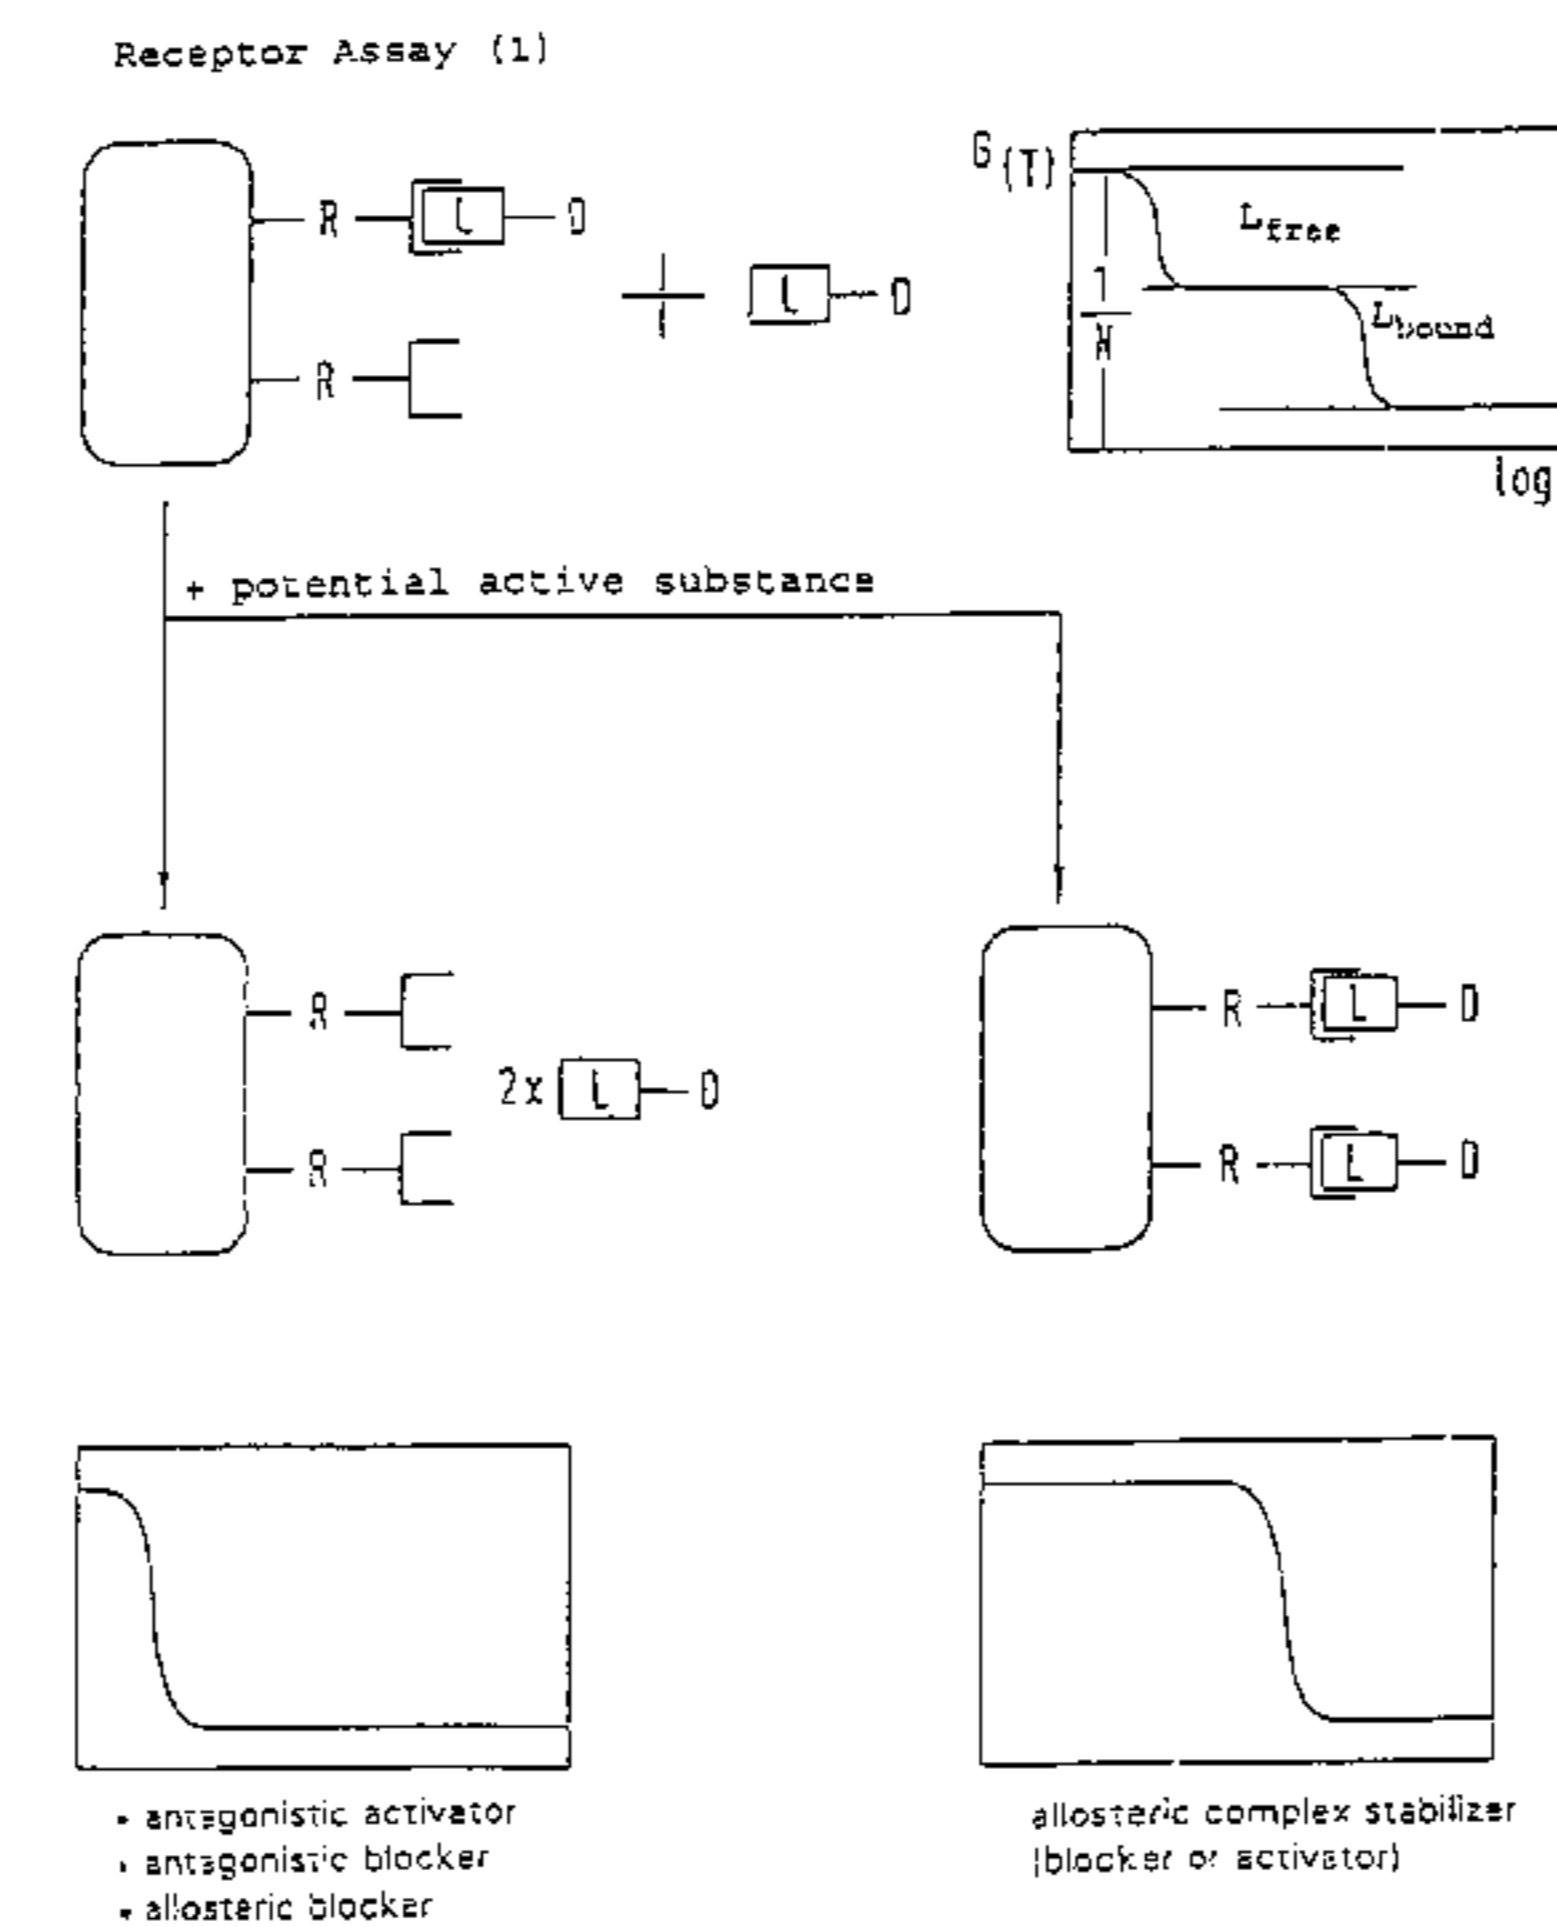 Receptor Assay (1)
G(T)
R L D
L D
R
Lfree
Lbound
1
N
log
+ potential active substance
R
2x L D
R
R L D
R L D
• antagonistic activator
• antagonistic blocker
• allosteric blocker
allosteric complex stabilizer
(blocker or activator)